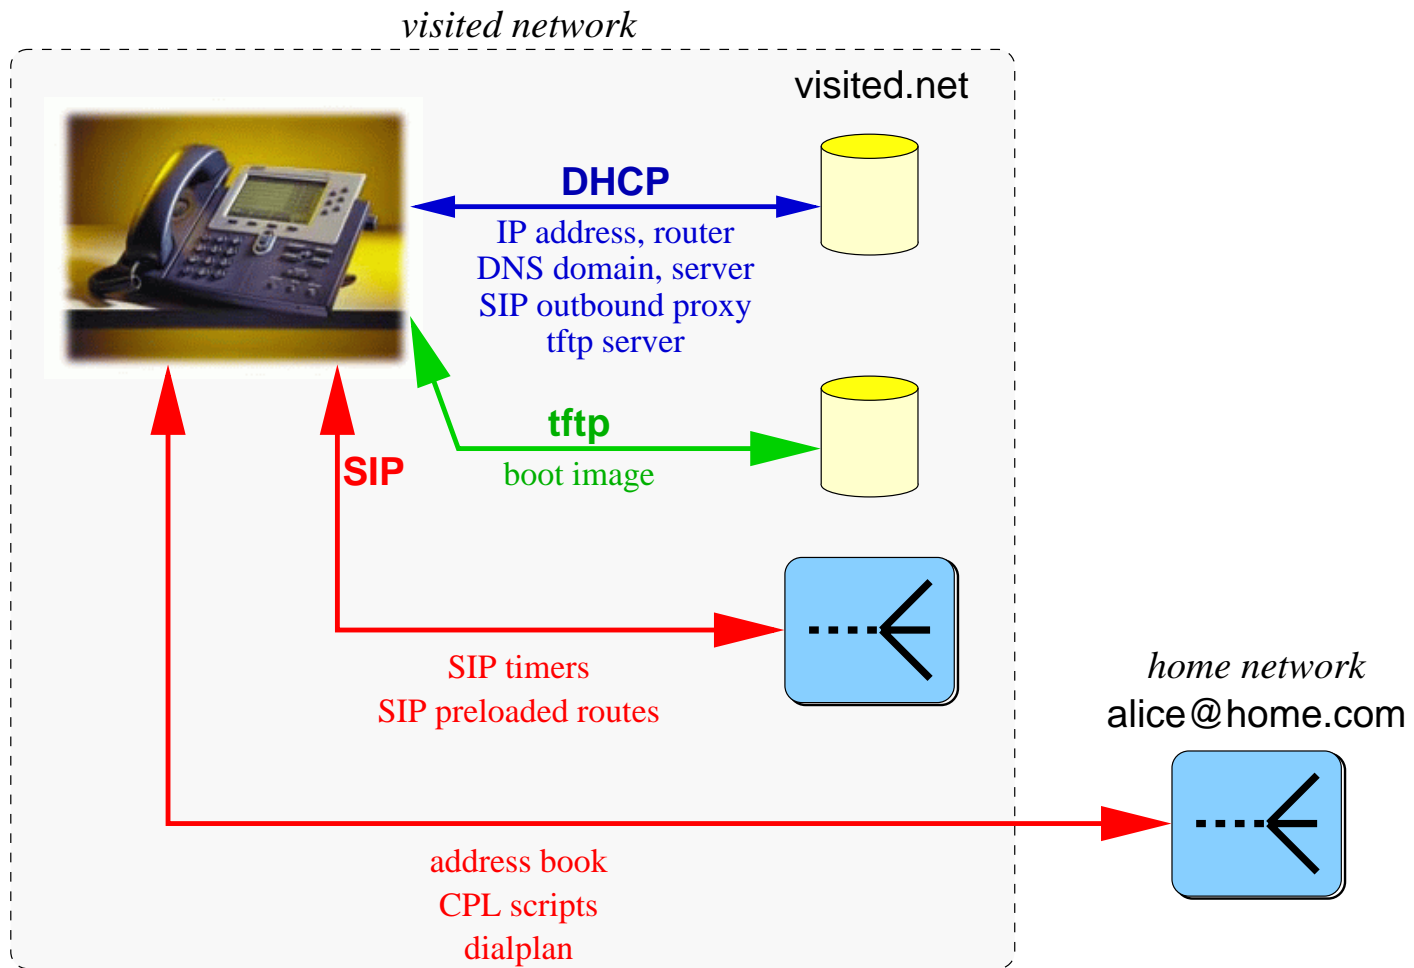 visited network
visited.net
DHCP
IP address, router
DNS domain, server
SIP outbound proxy
tftp server
tftp
boot image
SIP
SIP timers
SIP preloaded routes
home network
alice@home.com
address book
CPL scripts
dialplan